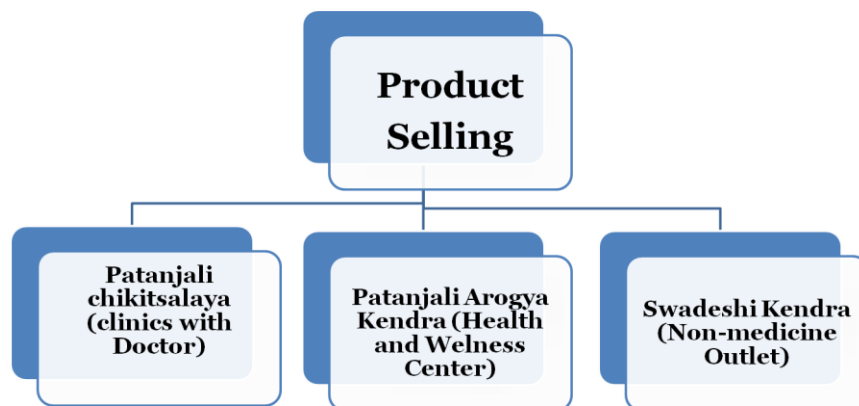 Product
Selling
Patanjali
chikitsalaya
(clinics with
Doctor)
Patanjali Arogya
Kendra (Health
and Welness
Center)
Swadeshi Kendra
(Non-medicine
Outlet)